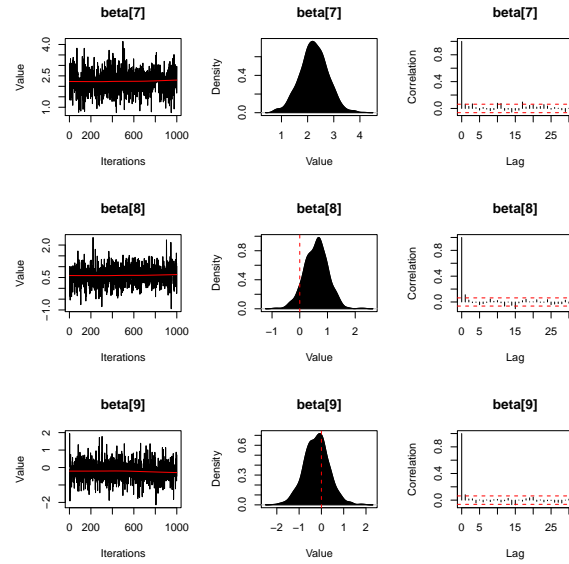 beta[7] beta[7] beta[7]
Value 1.0 2.5 4.0 Density 0.0 0.4 Correlation 0.0 0.4 0.8
0 200 600 1000 1 2 3 4 0 5 15 25
Iterations Value Lag
beta[8] beta[8] beta[8]
Value −1.0 0.5 2.0 Density 0.0 0.4 0.8 Correlation 0.0 0.4 0.8
0 200 600 1000 −1 0 1 2 0 5 15 25
Iterations Value Lag
beta[9] beta[9] beta[9]
Value −2 0 1 2 Density 0.0 0.3 0.6 Correlation 0.0 0.4 0.8
0 200 600 1000 −2 −1 0 1 2 0 5 15 25
Iterations Value Lag